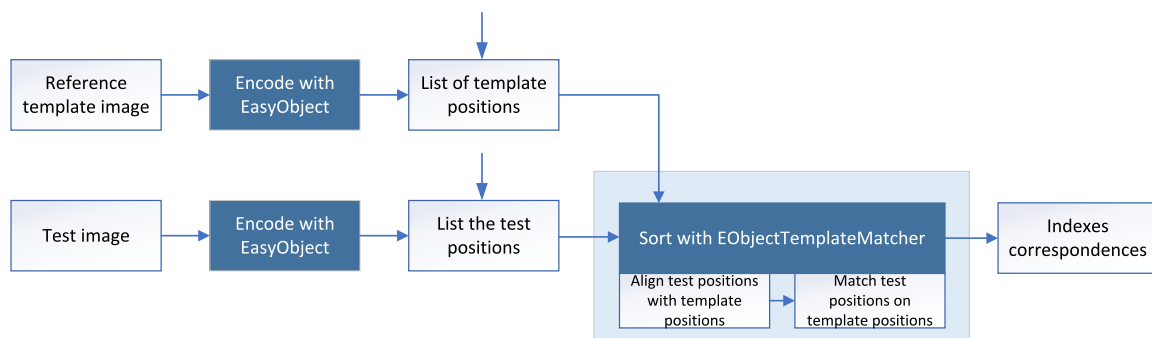 Reference
template image
Encode with
EasyObject
List of template
positions
Test image
Encode with
EasyObject
List the test
positions
Sort with EObjectTemplateMatcher
Align test positions
with template
positions
Match test
positions on
template positions
Indexes
correspondences